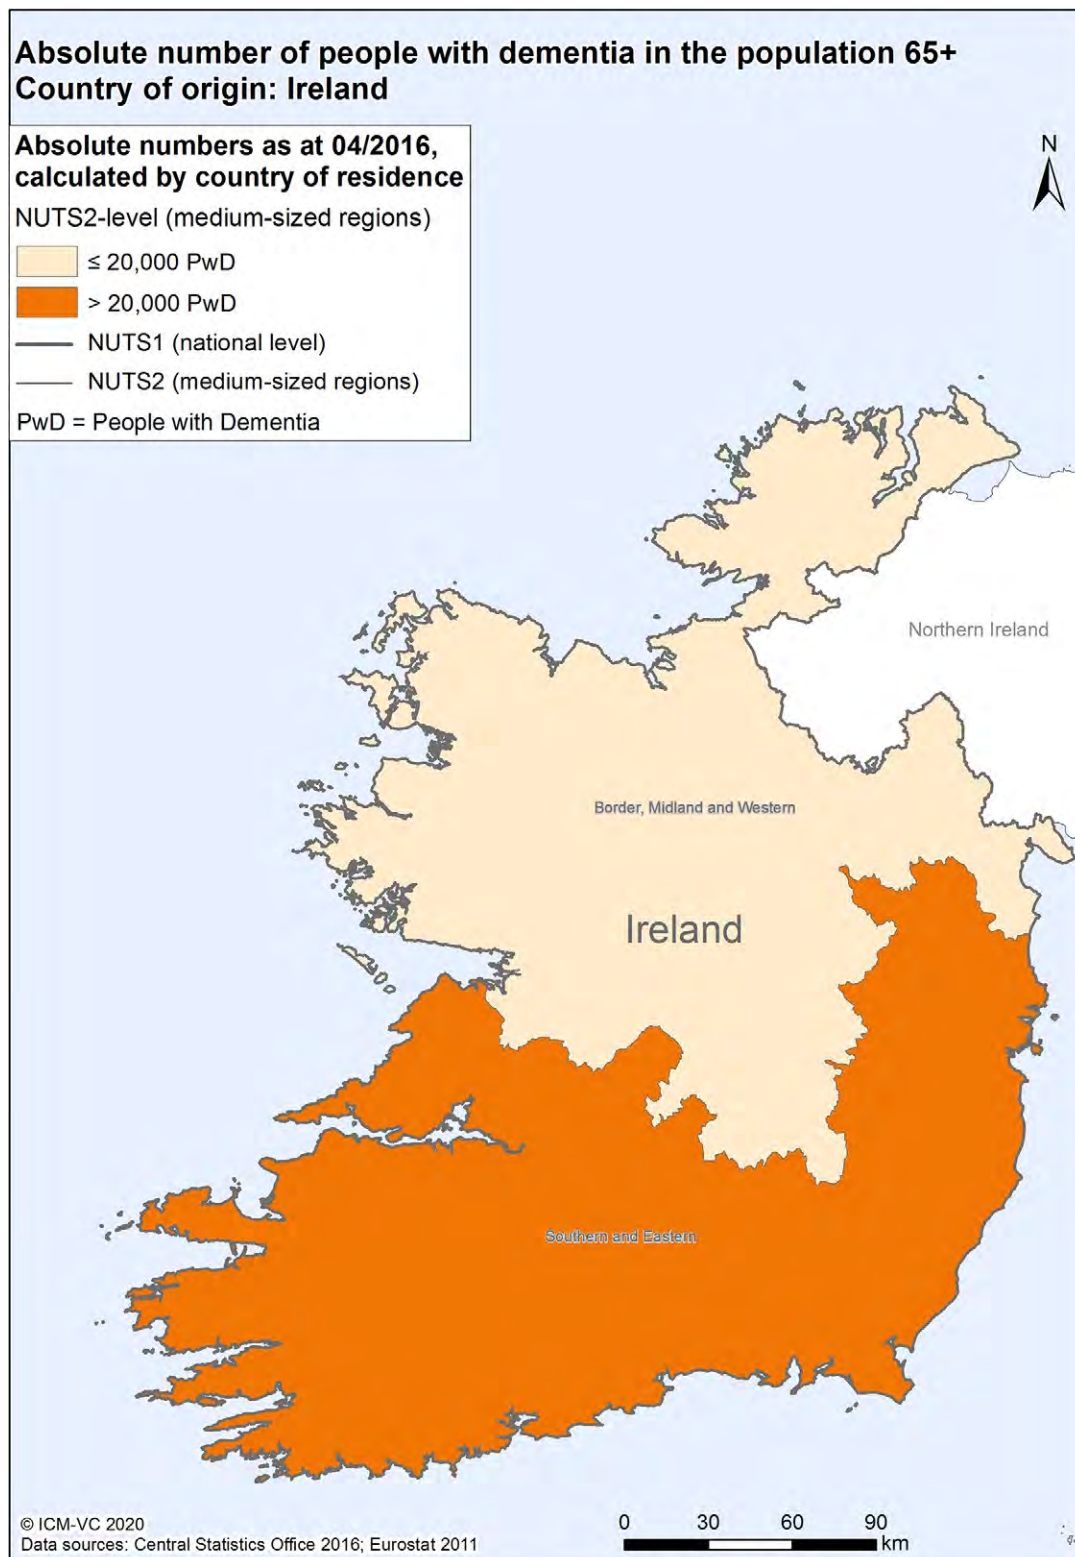 Absolute number of people with dementia in the population 65+
Country of origin: Ireland
Absolute numbers as at 04/2016,
calculated by country of residence
NUTS2-level (medium-sized regions)
≤ 20,000 PwD
> 20,000 PwD
NUTS1 (national level)
NUTS2 (medium-sized regions)
PwD = People with Dementia
N
Northern Ireland
Border, Midland and Western
Ireland
Southern and Eastern
© ICM-VC 2020
Data sources: Central Statistics Office 2016; Eurostat 2011
0 30 60 90
km